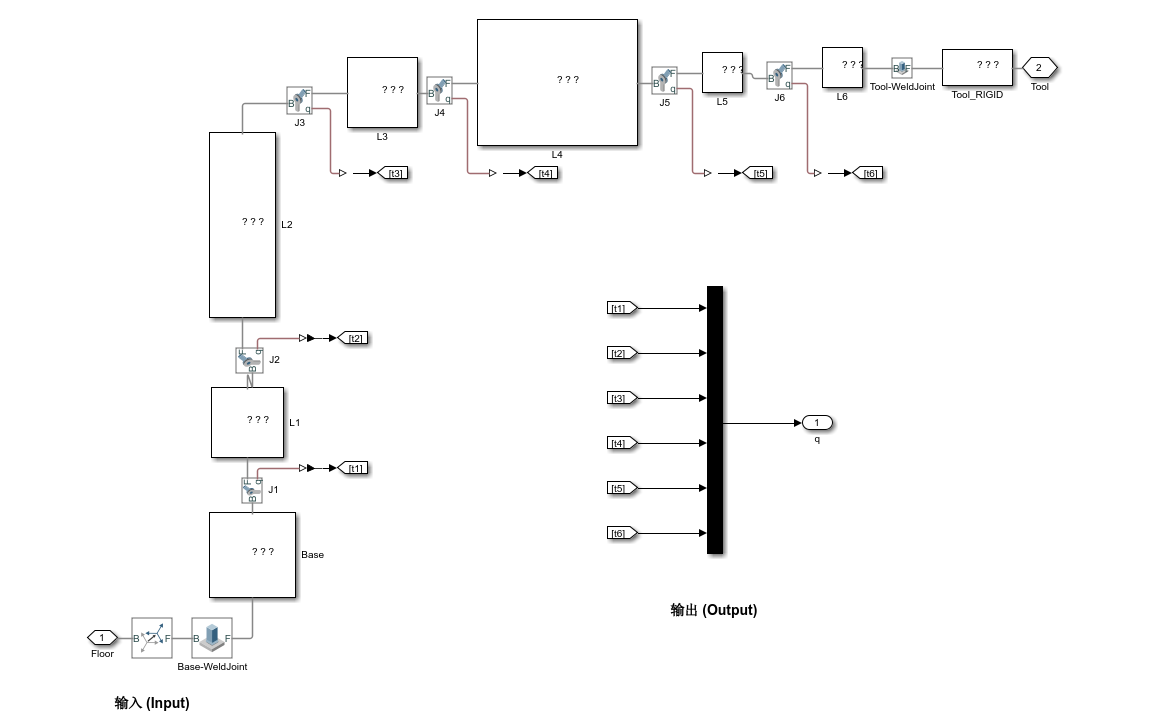 ? ? ?
B F q
J3
? ? ?
L3
B F q
J4
? ? ?
L4
B F q
J5
? ? ?
L5
B F q
J6
? ? ?
L6
B F
Tool-WeldJoint
? ? ?
Tool_RIGID
2
Tool
[t3]
[t4]
[t5]
[t6]
L2
[t2]
F q
B
J2
? ? ?
L1
[t1]
F q
B
J1
? ? ?
Base
1
Floor
B F
B F
Base-WeldJoint
输入 (Input)
[t1]
[t2]
[t3]
[t4]
[t5]
[t6]
1
q
输出 (Output)